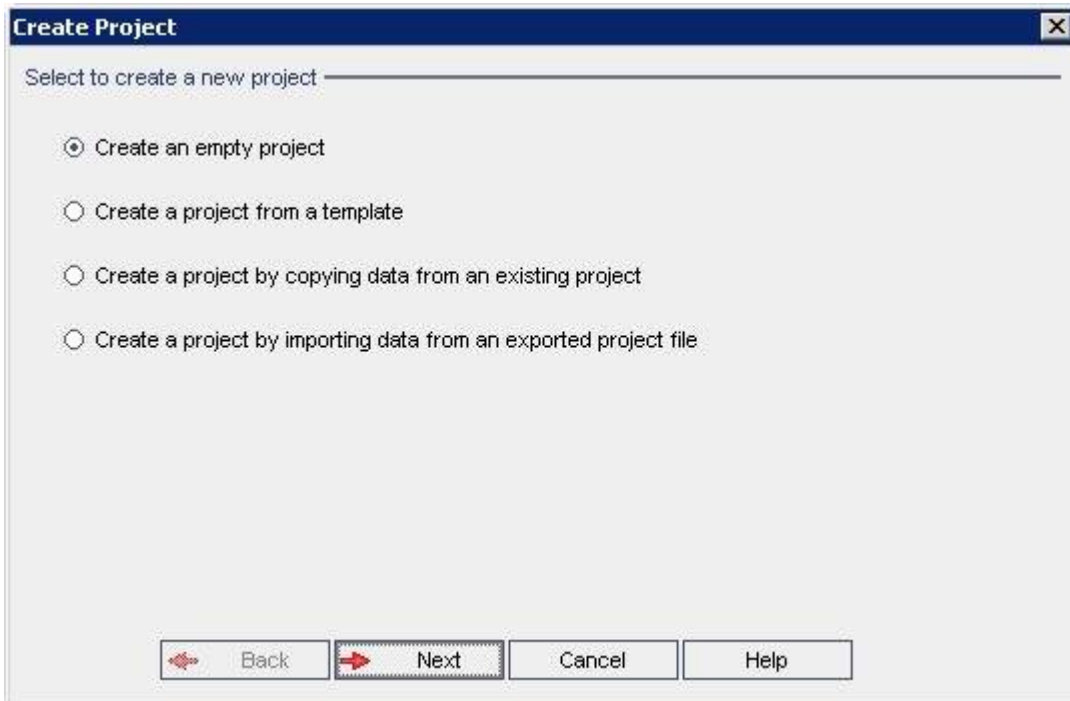 Create Project
Select to create a new project
Create an empty project
Create a project from a template
Create a project by copying data from an existing project
Create a project by importing data from an exported project file
Back
Next
Cancel
Help